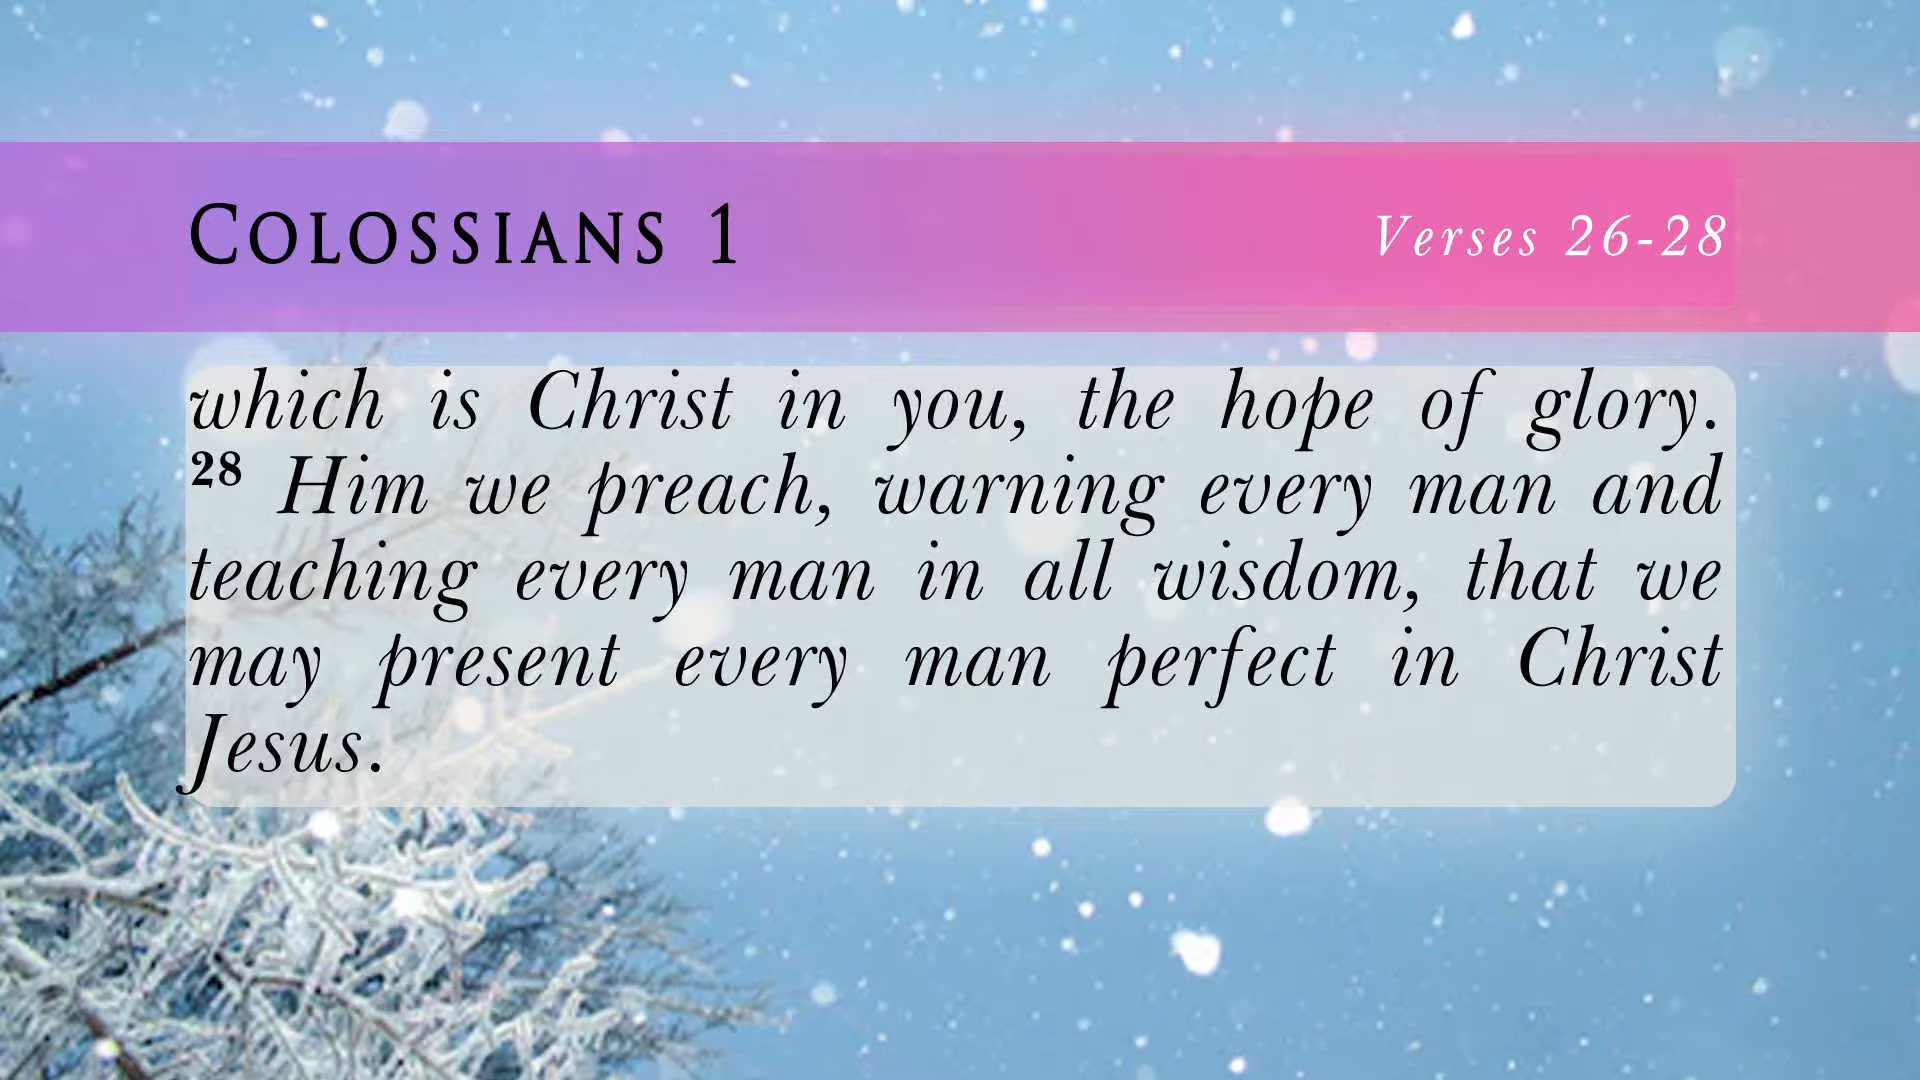 Colossians 1
Verses 26-28
which is Christ in you, the hope of glory.
28 Him we preach, warning every man and
teaching every man in all wisdom, that we
may present every man perfect in Christ
Jesus.